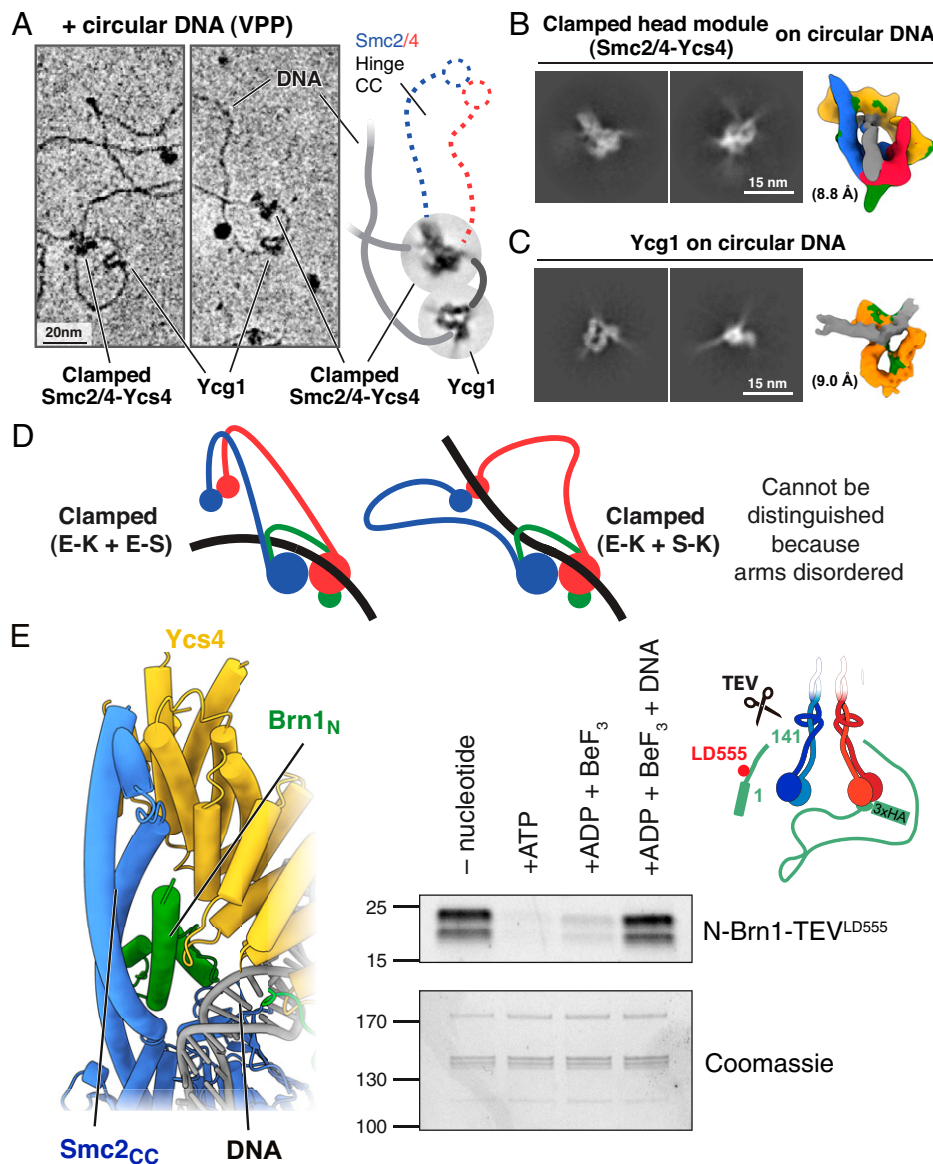 A
+ circular DNA (VPP)
DNA
Smc2/4
Hinge
CC
20nm
Clamped
Smc2/4-Ycs4
Ycg1
Clamped
Smc2/4-Ycs4
Ycg1
B
Clamped head module
(Smc2/4-Ycs4)
on circular DNA
15 nm
(8.8 Å)
C
Ycg1 on circular DNA
15 nm
(9.0 Å)
D
Clamped
(E-K + E-S)
Clamped
(E-K + S-K)
Cannot be
distinguished
because
arms disordered
E
Ycs4
Brn1N
Smc2CC
DNA
– nucleotide
+ATP
+ADP + BeF3
+ADP + BeF3 + DNA
TEV
141
LD555
1
3xHA
25
15
N-Brn1-TEVLD555
170
130
100
Coomassie